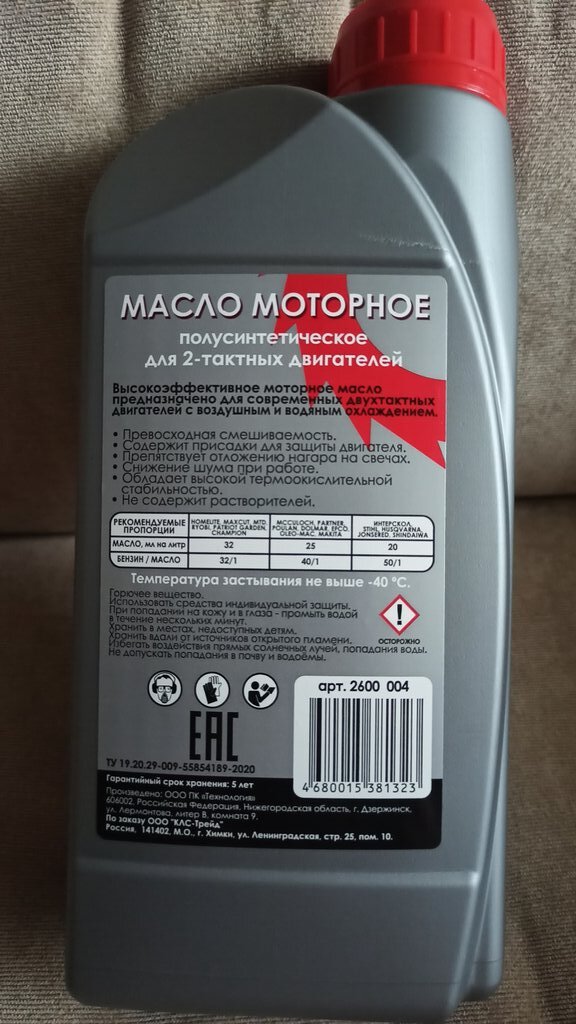 МАСЛО МОТОРНОЕ
ПОЛУСИНТЕТИЧЕСКОЕ
ДЛЯ 2-ТАКТНЫХ ДВИГАТЕЛЕЙ
Высокоэффективное моторное масло
предназначено для современных двухтактных
двигателей с воздушным и водяным охлаждением.
• Превосходная смешиваемость.
• Содержит присадки для защиты двигателя.
• Препятствует отложению нагара на свечах.
• Снижение шума при работе.
• Обладает высокой термоокислительной
стабильностью.
• Не содержит растворителей.
РЕКОМЕНДУЕМЫЕ ПРОПОРЦИИ
HOMELITE, MAXCUT, MTD, RYOBI, PATRIOT GARDEN, CHAMPION
MCCULOCH, PARTNER, POULAN, DOLMAR, EFCO, OLEO-MAC, MAKITA
ИНТЕРСКОЛ, STIHL, HUSQVARNA, JONSERED, SHINDAIWA
МАСЛО, МЛ НА ЛИТР 32 25 20
БЕНЗИН / МАСЛО 32/1 40/1 50/1
Температура застывания не выше -40 °С.
Горючее вещество.
Использовать средства индивидуальной защиты.
При попадании на кожу и в глаза - промыть водой
в течение нескольких минут.
Хранить в местах, недоступных детям.
Хранить вдали от источников открытого пламени.
Избегать воздействия прямых солнечных лучей, попадания воды.
Не допускать попадания в почву и водоёмы.
!
ОСТОРОЖНО
EAC
арт. 2600 004
4 680015 381323
ТУ 19.20.29-009-55854189-2020
Гарантийный срок хранения: 5 лет
Произведено: ООО ПК «Технология»
606002, Российская Федерация, Нижегородская область, г. Дзержинск,
ул. Лермонтова, литер В, комната 9.
По заказу ООО "КЛС-Трейд"
Россия, 141402, М.О., г. Химки, ул. Ленинградская, стр. 25, пом. 10.